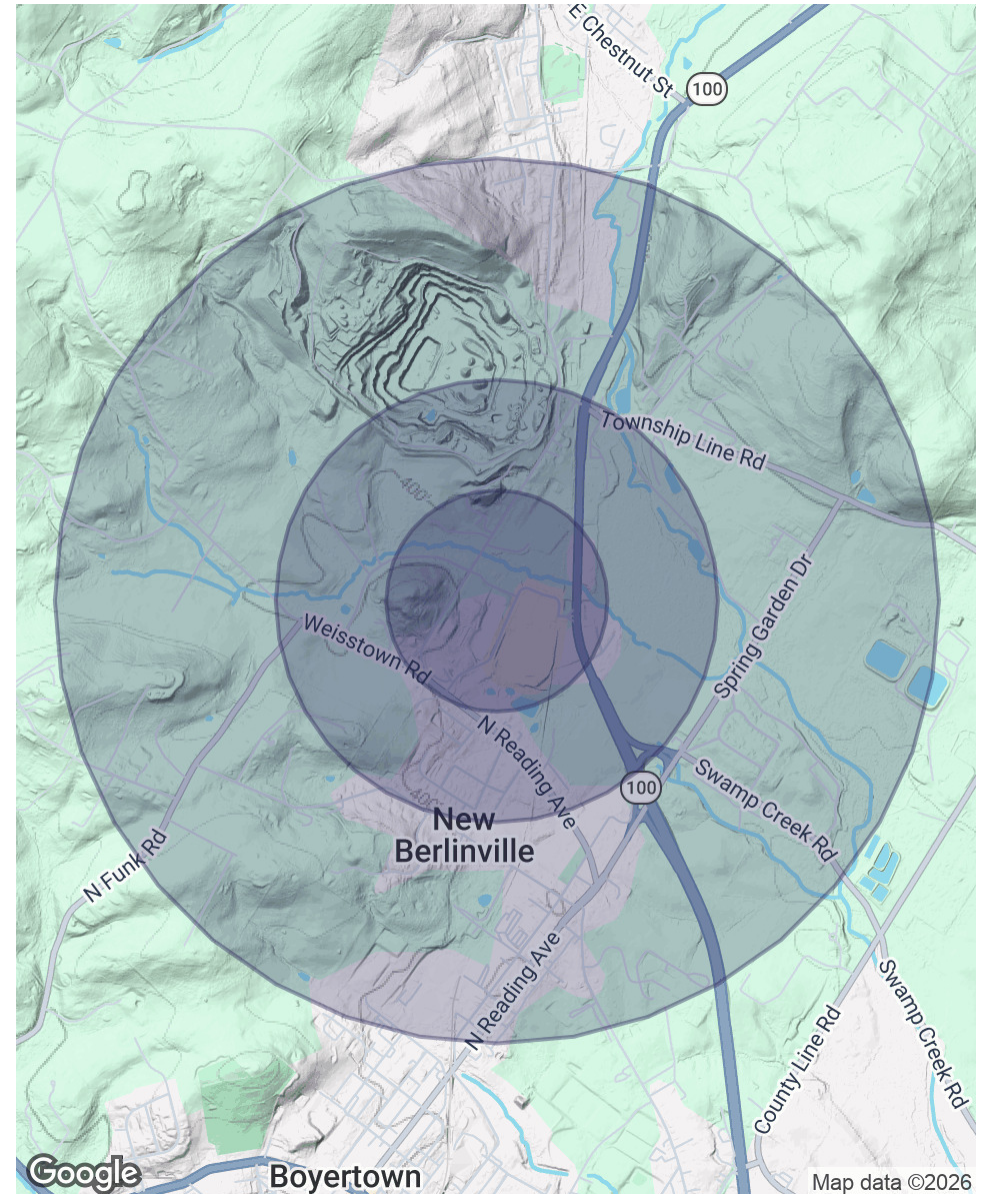 E Chestnut St
100
Township Line Rd
400'
Spring Garden Dr
Weisstown Rd
N Reading Ave
100
Swamp Creek Rd
400
New
Berlinville
N Funk Rd
N Reading Ave
Swamp Creek Rd
County Line Rd
Google
Boyertown
Map data ©2026